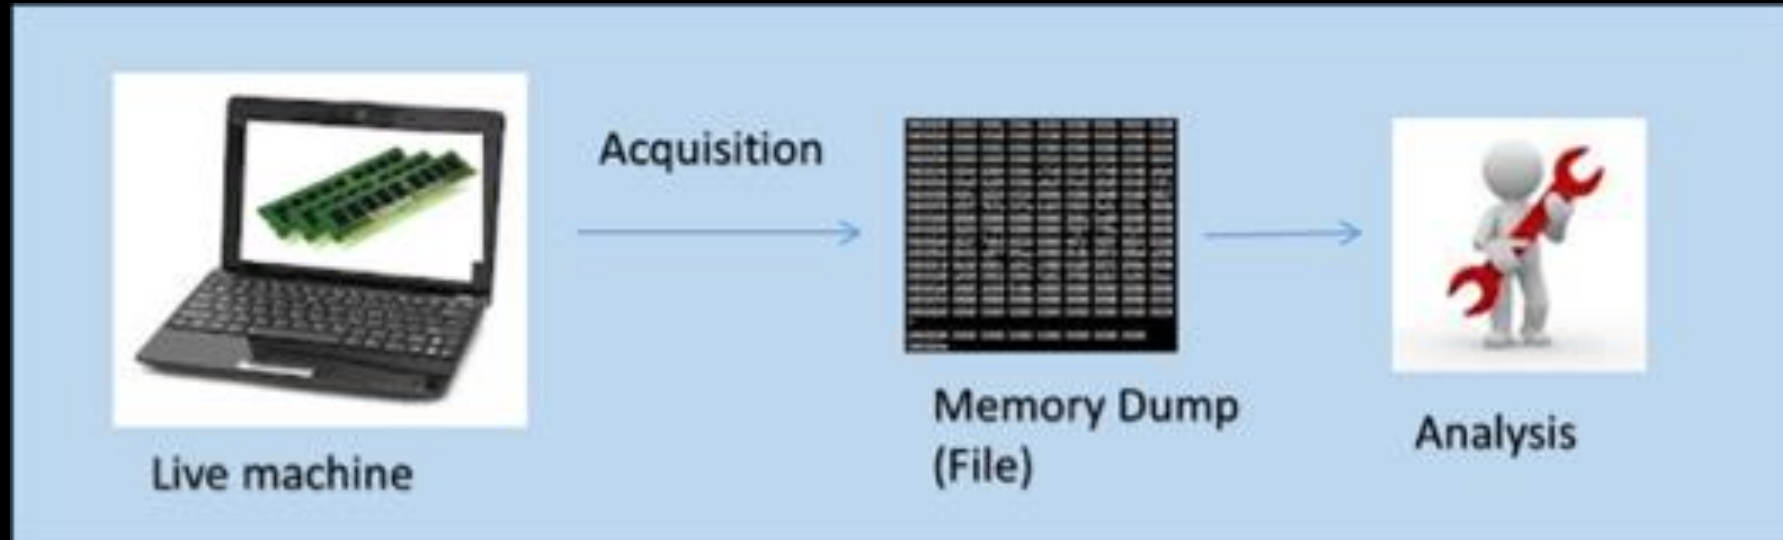 Acquisition
Live machine
Memory Dump
(File)
Analysis